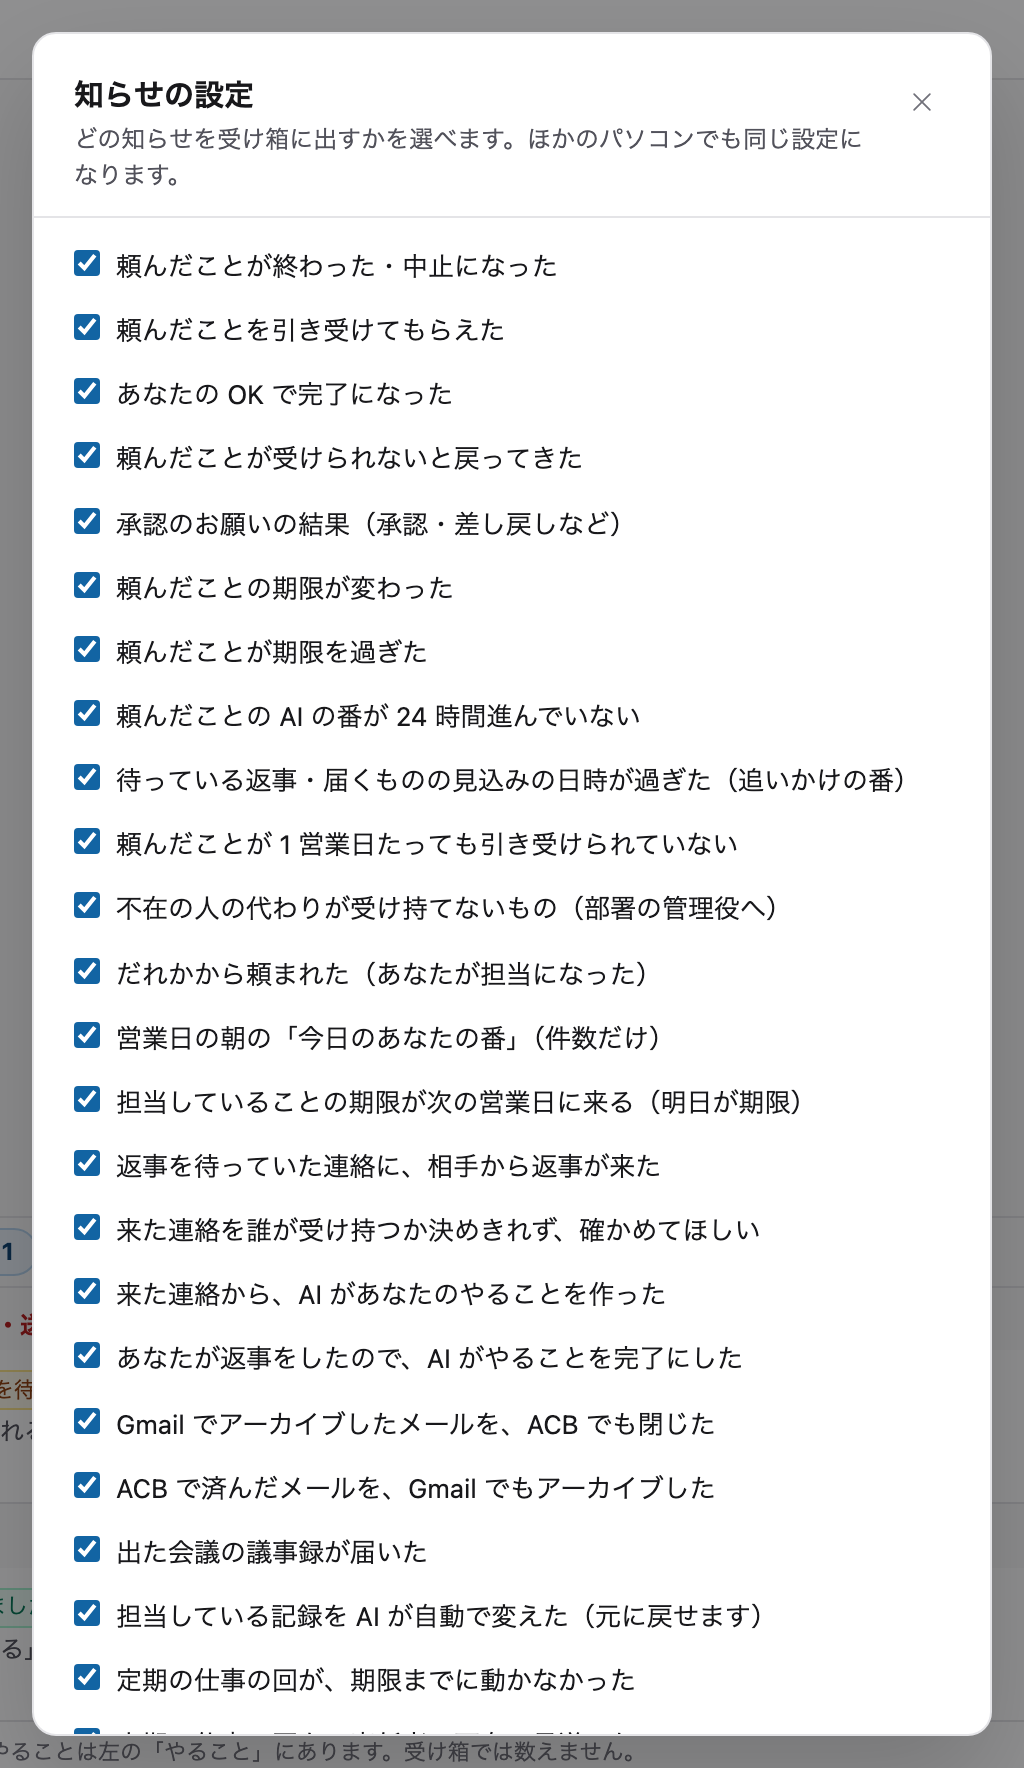 知らせの設定
どの知らせを受け箱に出すかを選べます。ほかのパソコンでも同じ設定に
なります。
頼んだことが終わった・中止になった
頼んだことを引き受けてもらえた
あなたの OK で完了になった
頼んだことが受けられないと戻ってきた
承認のお願いの結果（承認・差し戻しなど）
頼んだことの期限が変わった
頼んだことが期限を過ぎた
頼んだことの AI の番が 24 時間進んでいない
待っている返事・届くものの見込みの日時が過ぎた（追いかけの番）
頼んだことが 1 営業日たっても引き受けられていない
不在の人の代わりが受け持てないもの（部署の管理役へ）
だれかから頼まれた（あなたが担当になった）
営業日の朝の「今日のあなたの番」（件数だけ）
担当していることの期限が次の営業日に来る（明日が期限）
返事を待っていた連絡に、相手から返事が来た
来た連絡を誰が受け持つか決めきれず、確かめてほしい
1
来た連絡から、AI があなたのやることを作った
あなたが返事をしたので、AI がやることを完了にした
を待
Gmail でアーカイブしたメールを、ACB でも閉じた
ACB で済んだメールを、Gmail でもアーカイブした
出た会議の議事録が届いた
担当している記録を AI が自動で変えた（元に戻せます）
る」
定期の仕事の回が、期限までに動かなかった
やることは左の「やること」にあります。受け箱では数えません。